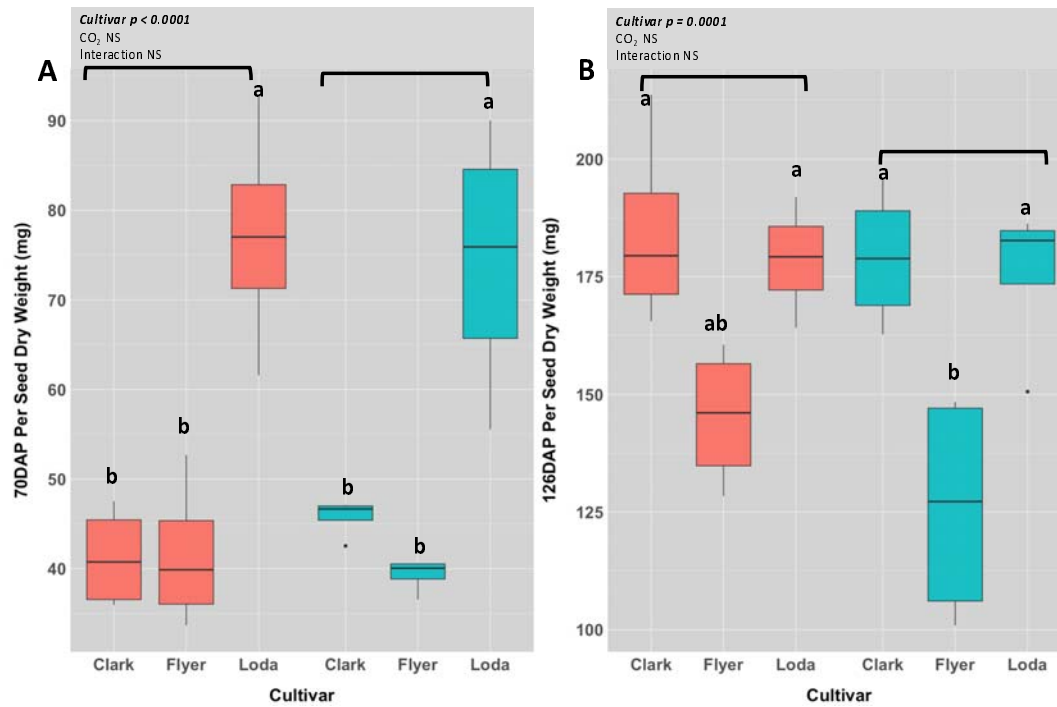 Cultivar p < 0.0001
CO₂ NS
Interaction NS
A
a
a
b
b
b
b
90
80
70
60
50
40
70DAP Per Seed Dry Weight (mg)
Clark Flyer Loda Clark Flyer Loda
Cultivar
Cultivar p = 0.0001
CO₂ NS
Interaction NS
B
a
a
a
a
ab
b
200
175
150
125
100
126DAP Per Seed Dry Weight (mg)
Clark Flyer Loda Clark Flyer Loda
Cultivar